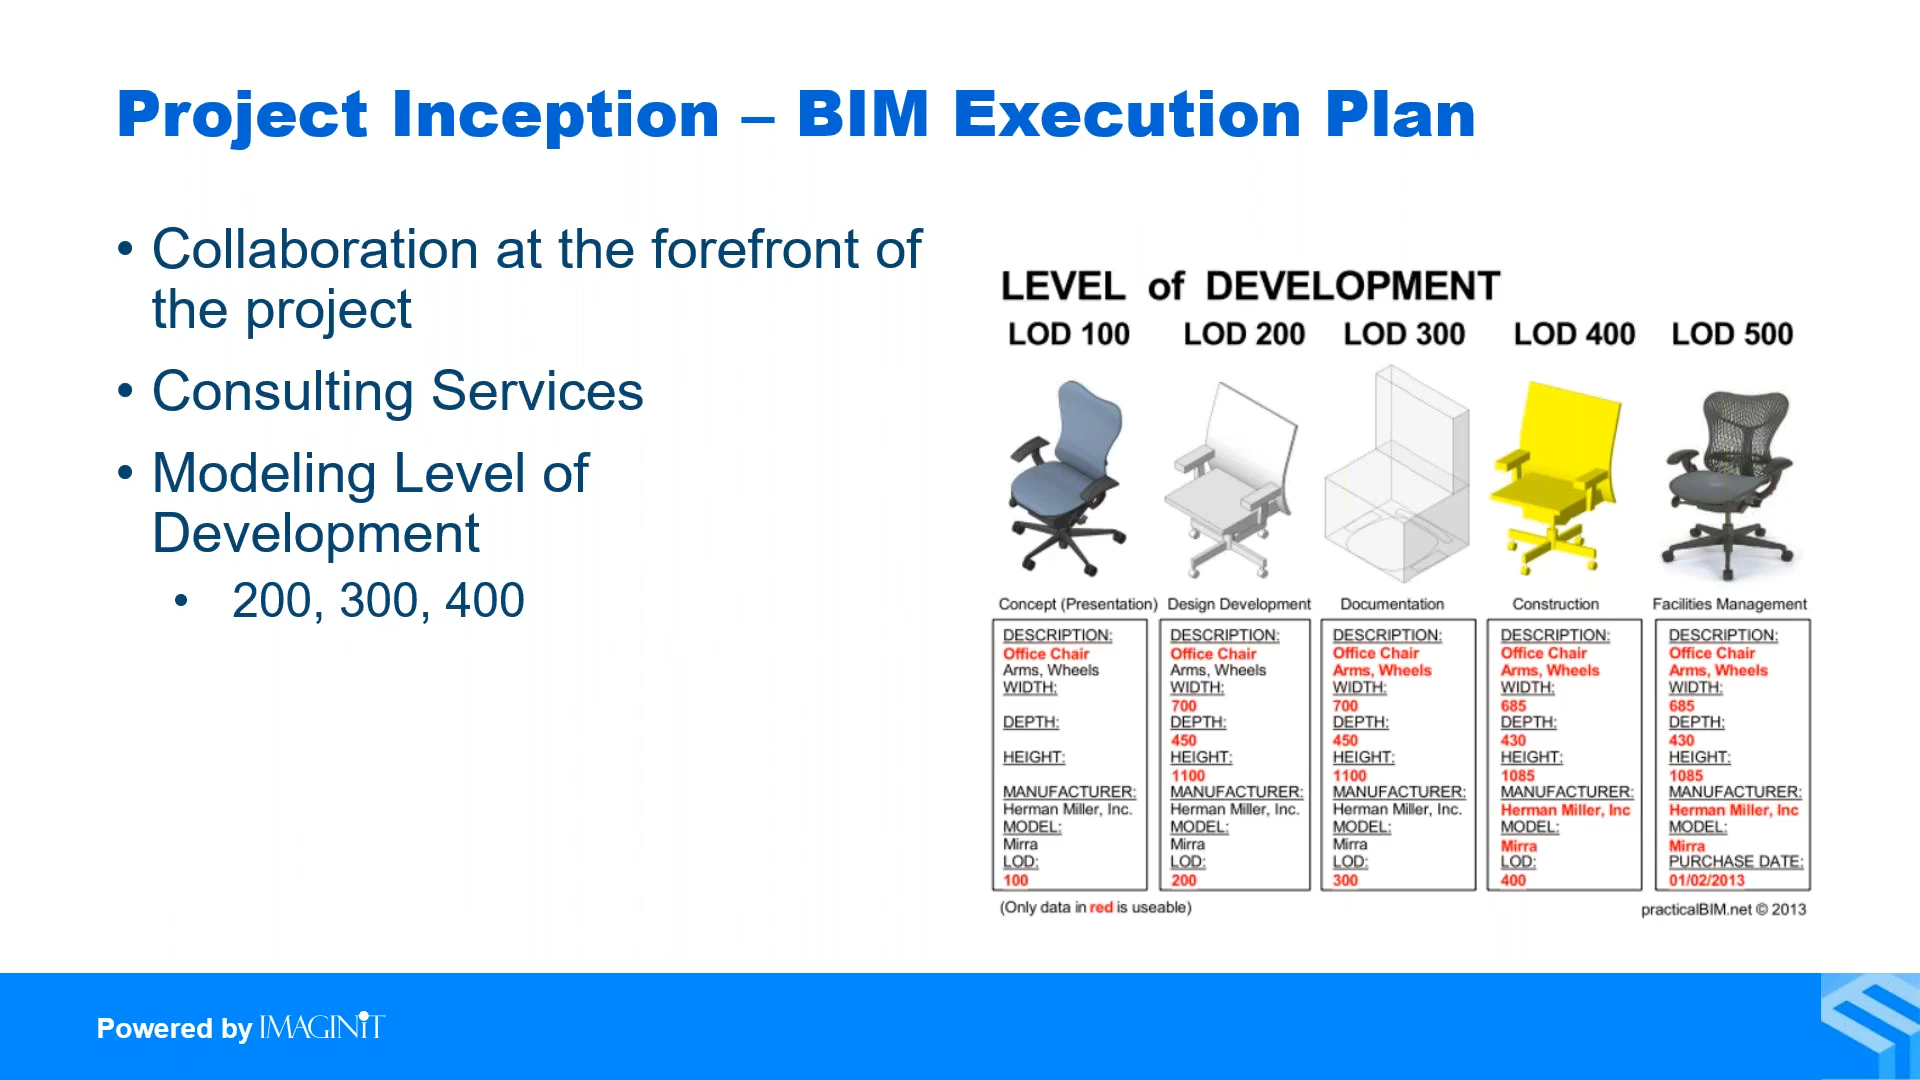 Project Inception – BIM Execution Plan
• Collaboration at the forefront of
the project
• Consulting Services
• Modeling Level of
Development
• 200, 300, 400
LEVEL of DEVELOPMENT
LOD 100 LOD 200 LOD 300 LOD 400 LOD 500
Concept (Presentation) Design Development Documentation Construction Facilities Management
DESCRIPTION:
Office Chair
Arms, Wheels
WIDTH:
DEPTH:
HEIGHT:
MANUFACTURER:
Herman Miller, Inc.
MODEL:
Mirra
LOD:
100
DESCRIPTION:
Office Chair
Arms, Wheels
WIDTH:
700
DEPTH:
450
HEIGHT:
1100
MANUFACTURER:
Herman Miller, Inc.
MODEL:
Mirra
LOD:
200
DESCRIPTION:
Office Chair
Arms, Wheels
WIDTH:
700
DEPTH:
450
HEIGHT:
1100
MANUFACTURER:
Herman Miller, Inc.
MODEL:
Mirra
LOD:
300
DESCRIPTION:
Office Chair
Arms, Wheels
WIDTH:
685
DEPTH:
430
HEIGHT:
1085
MANUFACTURER:
Herman Miller, Inc
MODEL:
Mirra
LOD:
400
DESCRIPTION:
Office Chair
Arms, Wheels
WIDTH:
685
DEPTH:
430
HEIGHT:
1085
MANUFACTURER:
Herman Miller, Inc
MODEL:
Mirra
PURCHASE DATE:
01/02/2013
(Only data in red is useable)
practicalBIM.net © 2013
Powered by IMAGINiT